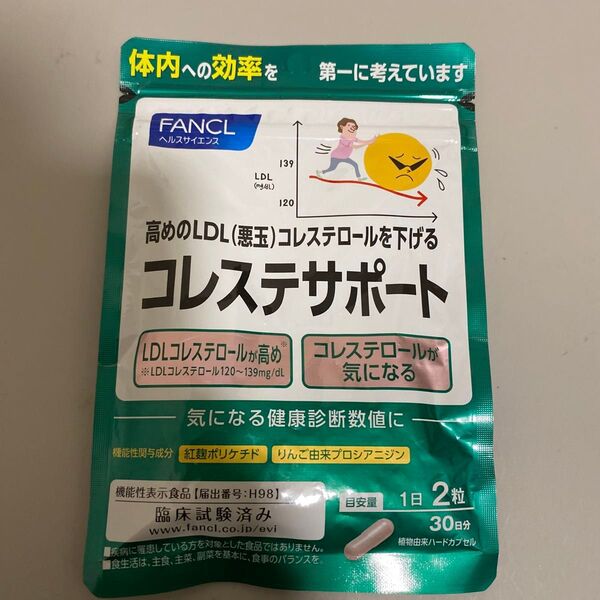 体内への効率を 第一に考えています
FANCL
ヘルスサイエンス
LDL
(mg/dL)
139
120
高めのLDL(悪玉)コレステロールを下げる
コレステサポート
LDLコレステロールが高め※
※LDLコレステロール120～139mg/dL
コレステロールが
気になる
気になる健康診断数値に
機能性関与成分 紅麹ポリケチド りんご由来プロシアニジン
機能性表示食品【届出番号:H98】
臨床試験済み
www.fancl.co.jp/evi
目安量 1日2粒
30日分
植物由来ハードカプセル
■疾病に罹患している方を対象とした食品ではありません。
■食生活は、主食、主菜、副菜を基本に、食事のバランスを。